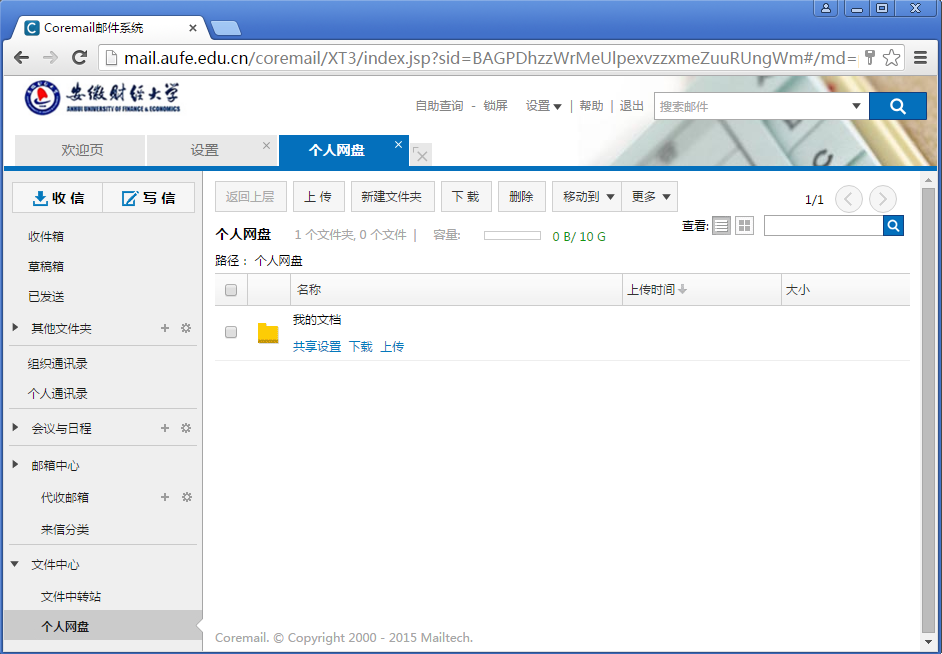 Coremail邮件系统
mail.aufe.edu.cn/coremail/XT3/index.jsp?sid=BAGPDhzzWrMeUlpexvzzxmeZuuRUngWm#/md=
安徽财经大学
ANHUI UNIVERSITY OF FINANCE & ECONOMICS
自助查询 - 锁屏 设置 | 帮助 | 退出 搜索邮件
欢迎页 设置 个人网盘
收信 写信
返回上层 上传 新建文件夹 下载 删除 移动到 更多 1/1
收件箱
草稿箱
已发送
其他文件夹
组织通讯录
个人通讯录
会议与日程
邮箱中心
代收邮箱
来信分类
文件中心
文件中转站
个人网盘
个人网盘 1 个文件夹, 0 个文件 | 容量: 0 B/ 10 G 查看:
路径： 个人网盘
名称 上传时间 大小
我的文档
共享设置 下载 上传
Coremail. © Copyright 2000 - 2015 Mailtech.